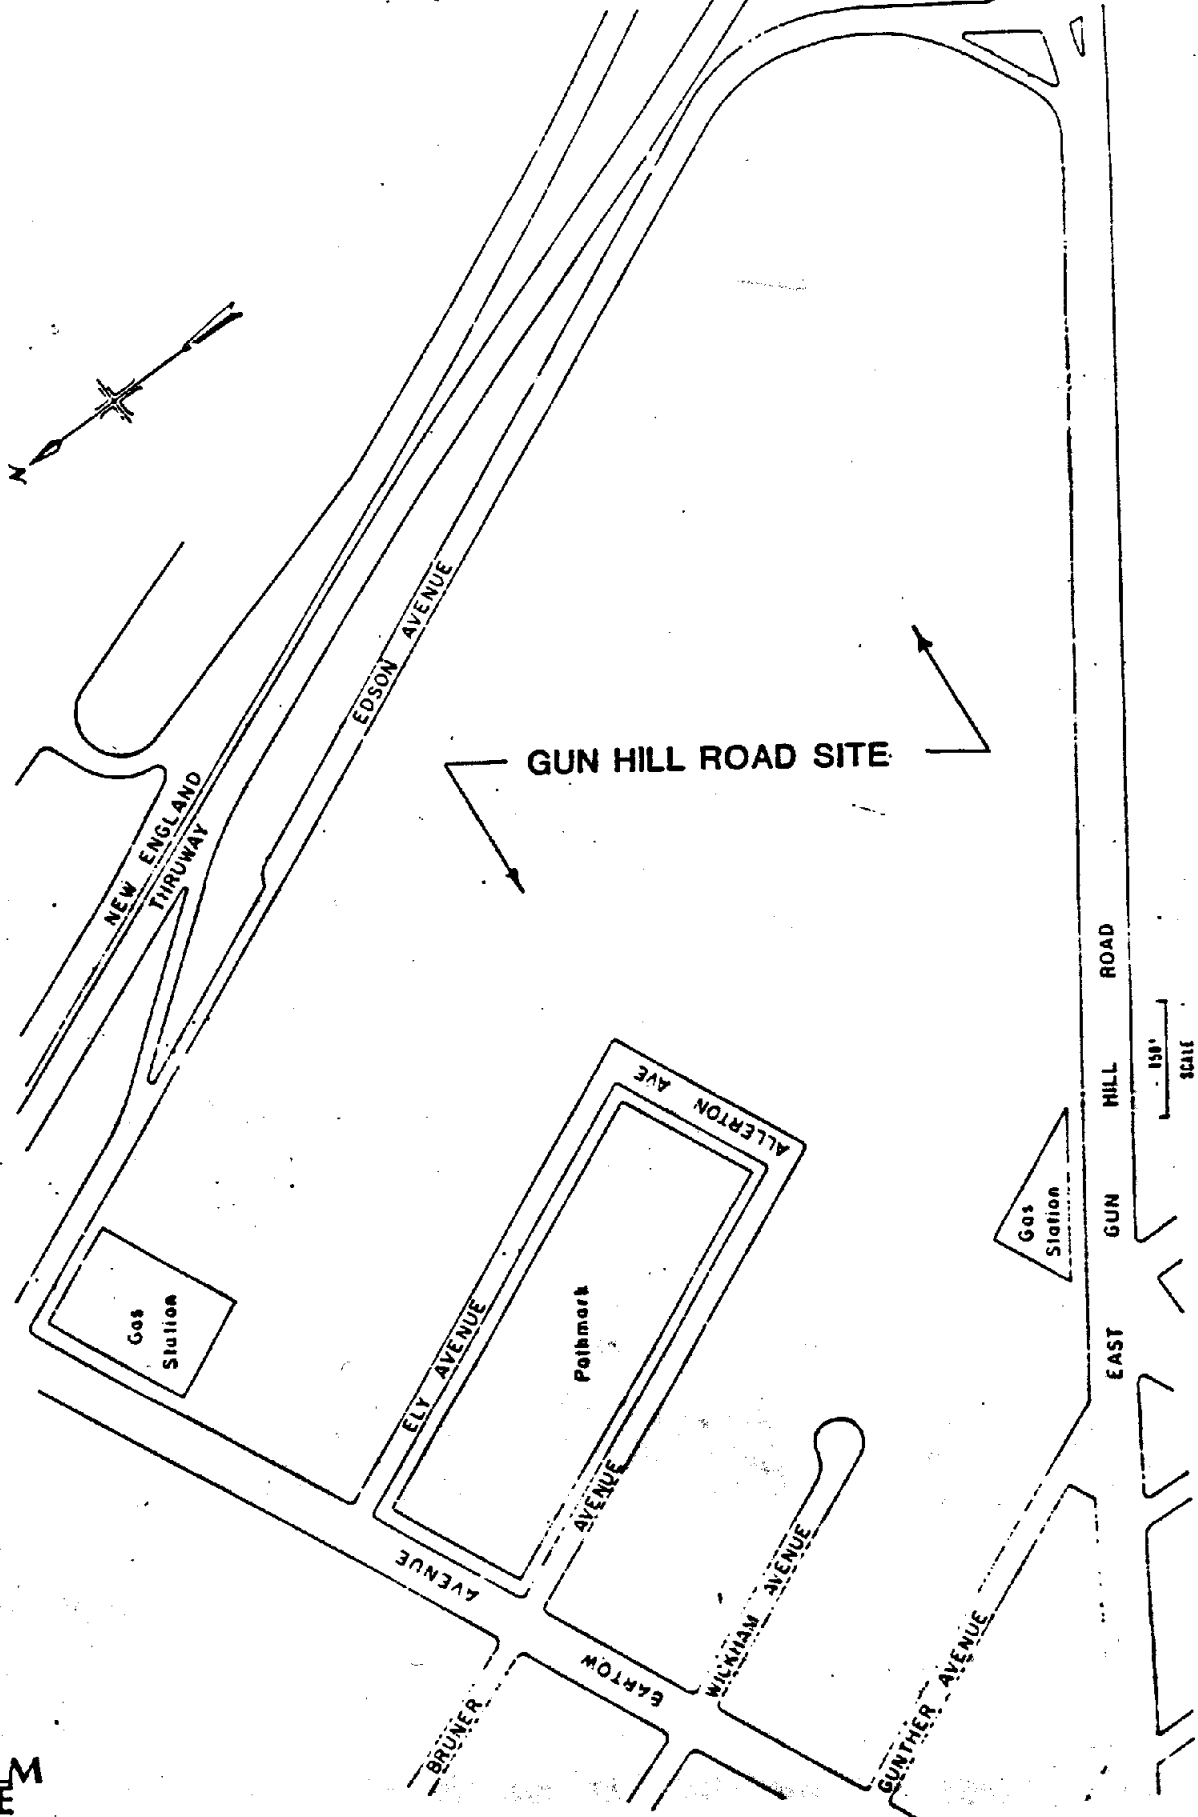 N
NEW ENGLAND
THRUWAY
EDSON AVENUE
GUN HILL ROAD SITE
ALLERTON AVE
EAST GUN HILL ROAD
150'
SCALE
Gas
Station
Gas
Station
ELY AVENUE
Pathmark
BARTOW AVENUE
BRUNER AVENUE
WICKHAM AVENUE
GUNTHER AVENUE
M